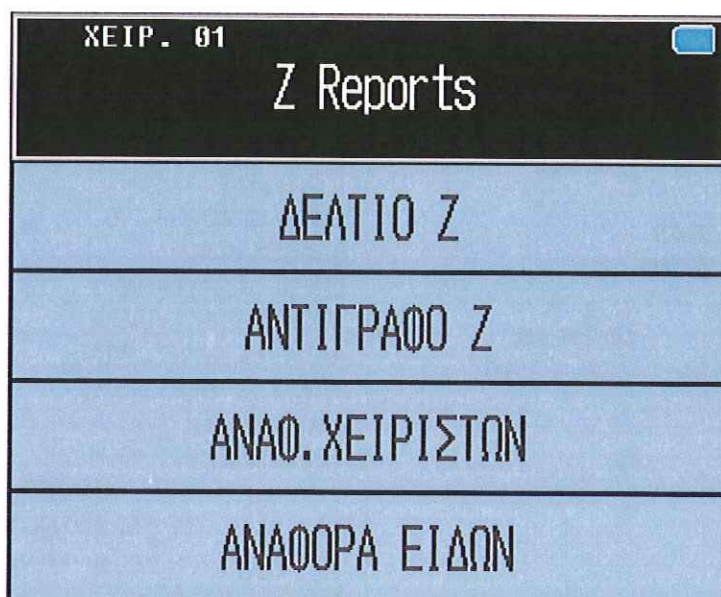 ΧΕΙΡ. 01
Z Reports
ΔΕΛΤΙΟ Ζ
ΑΝΤΙΓΡΑΦΟ Ζ
ΑΝΑΦ.ΧΕΙΡΙΣΤΩΝ
ΑΝΑΦΟΡΑ ΕΙΔΩΝ